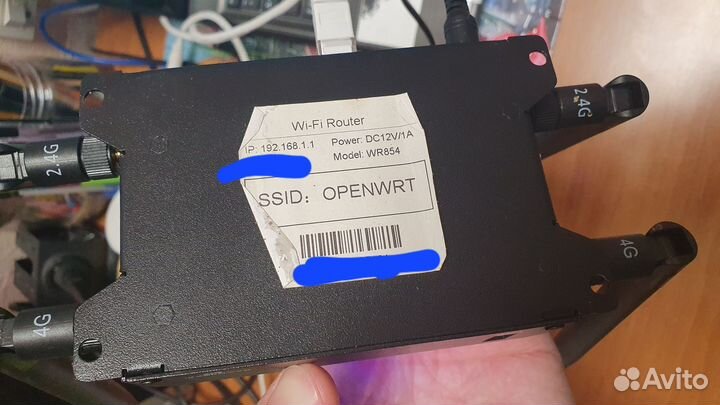 Wi-Fi Router
IP: 192.168.1.1 Power: DC12V/1A
Model: WR854
SSID: OPENWRT
2.4G
2.4G
4G
4G
Avito